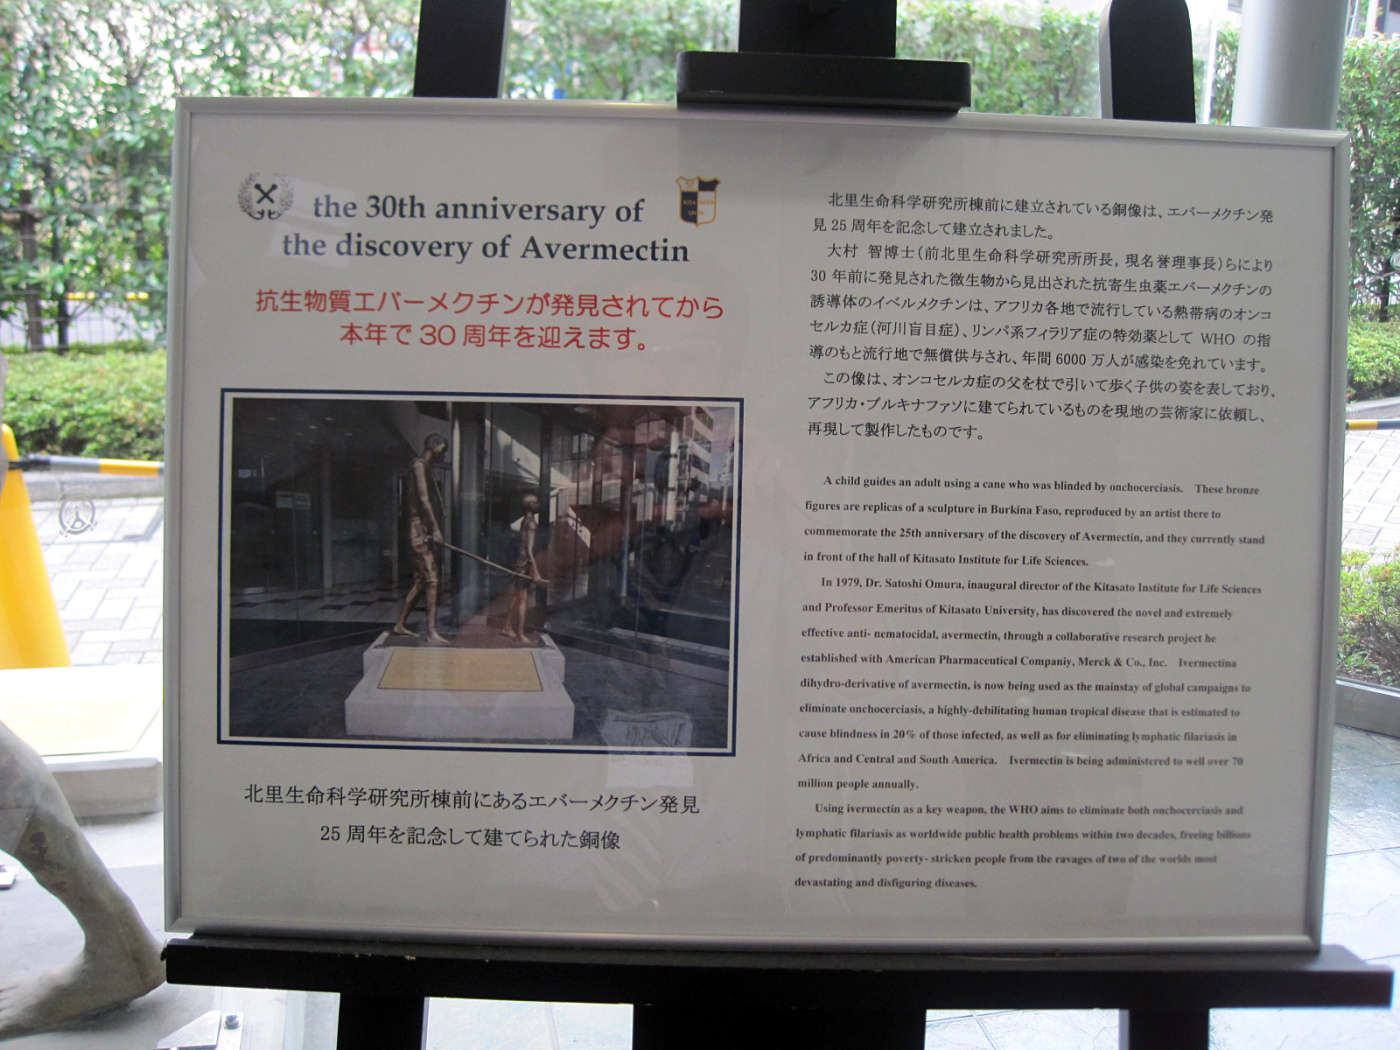 the 30th anniversary of
the discovery of Avermectin
抗生物質エバーメクチンが発見されてから
本年で 30 周年を迎えます。
北里生命科学研究所棟前にあるエバーメクチン発見
25 周年を記念して建てられた銅像
北里生命科学研究所棟前に建立されている銅像は、エバーメクチン発
見 25 周年を記念して建立されました。
大村 智博士（前北里生命科学研究所所長，現名誉理事長）らにより
30 年前に発見された微生物から見出された抗寄生虫薬エバーメクチンの
誘導体のイベルメクチンは、アフリカ各地で流行している熱帯病のオンコ
セルカ症（河川盲目症）、リンパ系フィラリア症の特効薬として WHO の指
導のもと流行地で無償供与され、年間 6000 万人が感染を免れています。
この像は、オンコセルカ症の父を杖で引いて歩く子供の姿を表しており、
アフリカ・ブルキナファソに建てられているものを現地の芸術家に依頼し、
再現して製作したものです。
A child guides an adult using a cane who was blinded by onchocerciasis. These bronze
figures are replicas of a sculpture in Burkina Faso, reproduced by an artist there to
commemorate the 25th anniversary of the discovery of Avermectin, and they currently stand
in front of the hall of Kitasato Institute for Life Sciences.
In 1979, Dr. Satoshi Omura, inaugural director of the Kitasato Institute for Life Sciences
and Professor Emeritus of Kitasato University, has discovered the novel and extremely
effective anti- nematocidal, avermectin, through a collaborative research project he
established with American Pharmaceutical Companiy, Merck & Co., Inc. Ivermectina
dihydro-derivative of avermectin, is now being used as the mainstay of global campaigns to
eliminate onchocerciasis, a highly-debilitating human tropical disease that is estimated to
cause blindness in 20% of those infected, as well as for eliminating lymphatic filariasis in
Africa and Central and South America. Ivermectin is being administered to well over 70
million people annually.
Using ivermectin as a key weapon, the WHO aims to eliminate both onchocerciasis and
lymphatic filariasis as worldwide public health problems within two decades, freeing billions
of predominantly poverty- stricken people from the ravages of two of the worlds most
devastating and disfiguring diseases.